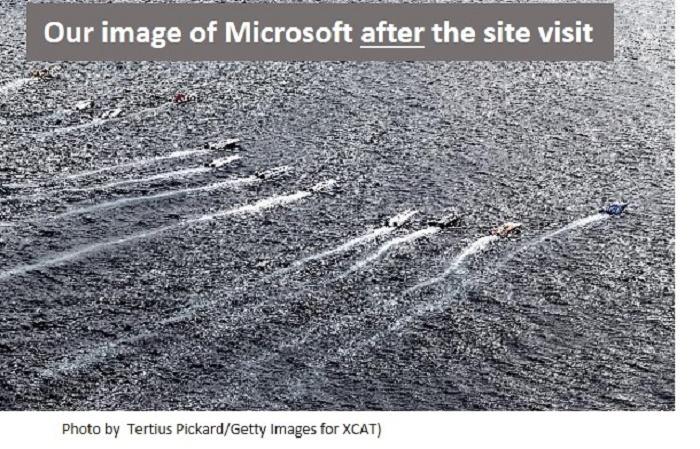 Our image of Microsoft after the site visit
Photo by  Tertius Pickard/Getty Images for XCAT)